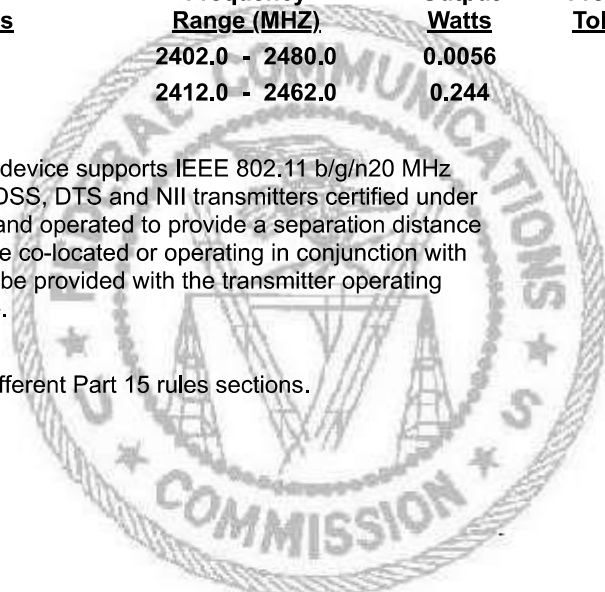 Range (MHZ) Watts
2402.0 - 2480.0 0.0056
2412.0 - 2462.0 0.244
device supports IEEE 802.11 b/g/n20 MHz
DSS, DTS and NII transmitters certified under
and operated to provide a separation distance
e co-located or operating in conjunction with
be provided with the transmitter operating
fferent Part 15 rules sections.
FEDERAL COMMUNICATIONS
COMMISSION
U S